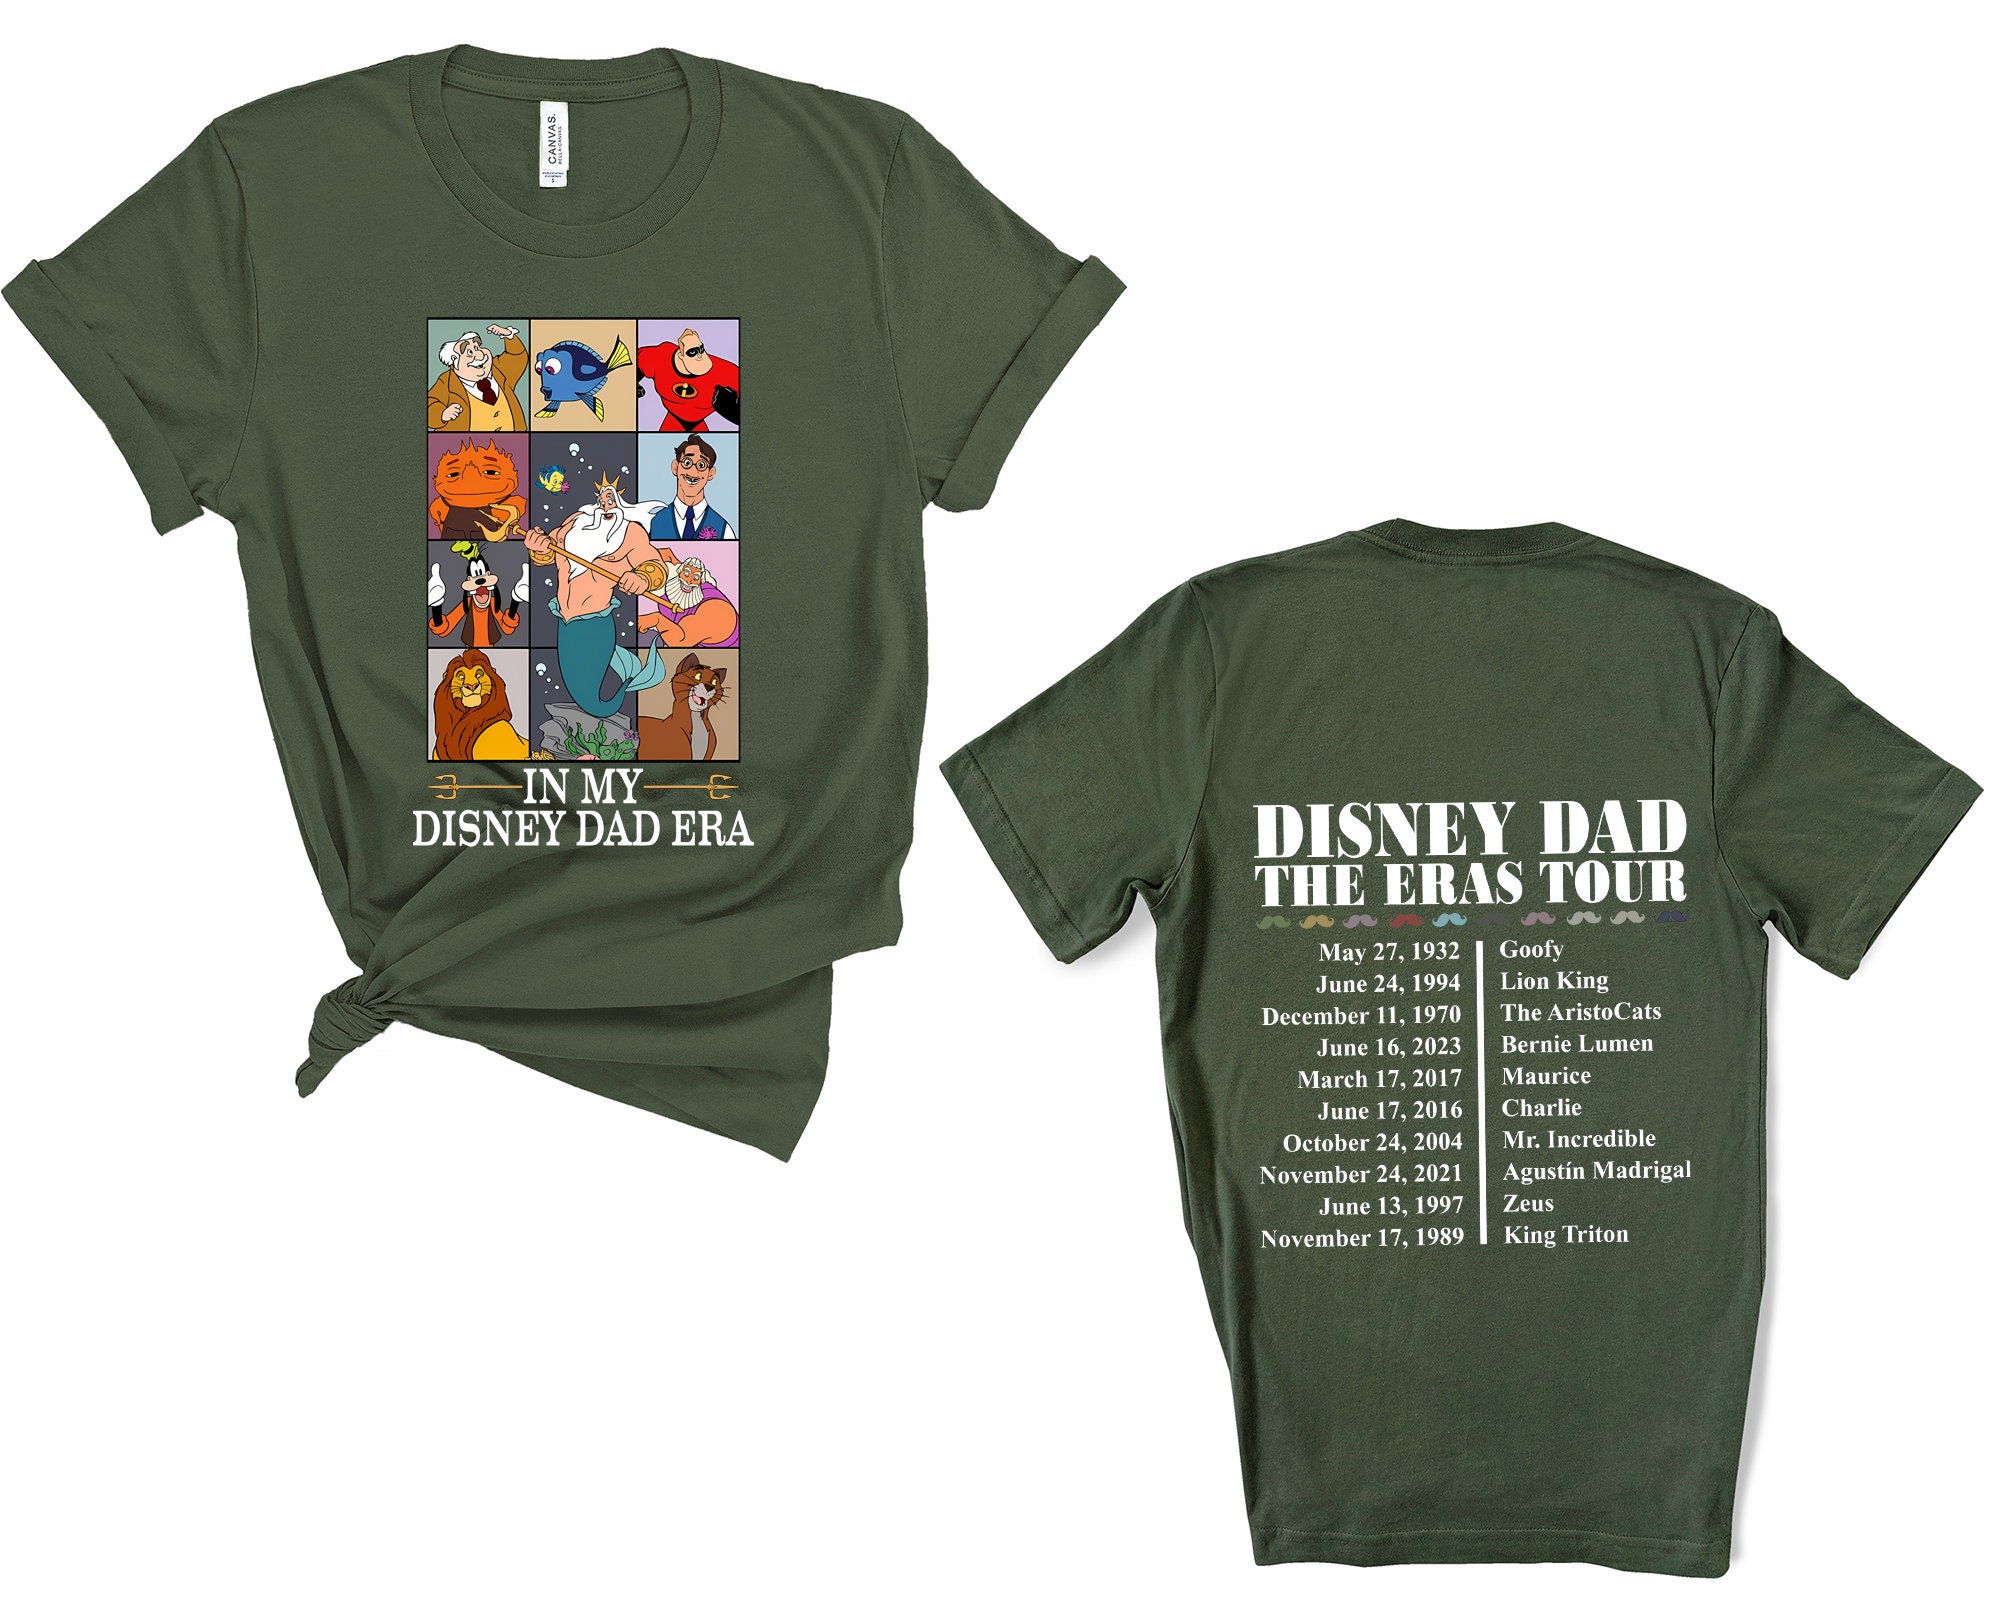 CANVAS.
BELLA+CANVAS
S
IN MY
DISNEY DAD ERA
DISNEY DAD
THE ERAS TOUR
May 27, 1932 Goofy
June 24, 1994 Lion King
December 11, 1970 The AristoCats
June 16, 2023 Bernie Lumen
March 17, 2017 Maurice
June 17, 2016 Charlie
October 24, 2004 Mr. Incredible
November 24, 2021 Agustín Madrigal
June 13, 1997 Zeus
November 17, 1989 King Triton